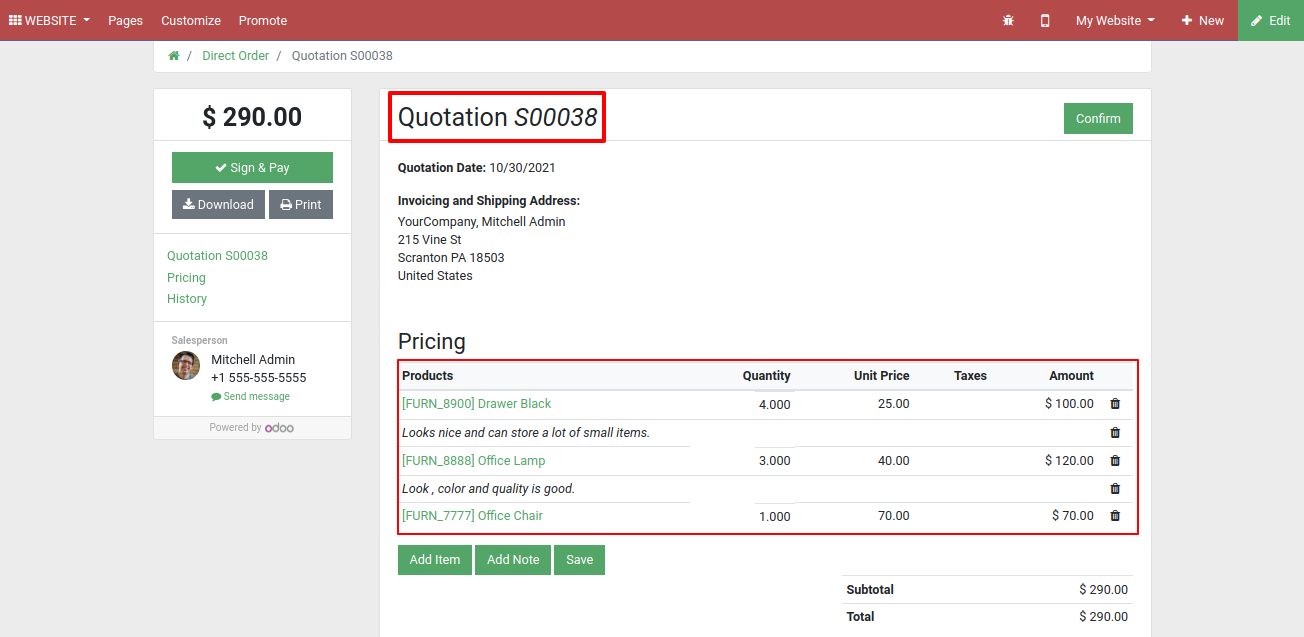 WEBSITE Pages Customize Promote My Website New Edit
/ Direct Order / Quotation S00038
$ 290.00
Sign & Pay
Download Print
Quotation S00038
Pricing
History
Salesperson
Mitchell Admin
+1 555-555-5555
Send message
Powered by odoo
Quotation S00038 Confirm
Quotation Date: 10/30/2021
Invoicing and Shipping Address:
YourCompany, Mitchell Admin
215 Vine St
Scranton PA 18503
United States
Pricing
Products Quantity Unit Price Taxes Amount
[FURN_8900] Drawer Black 4.000 25.00 $ 100.00
Looks nice and can store a lot of small items.
[FURN_8888] Office Lamp 3.000 40.00 $ 120.00
Look , color and quality is good.
[FURN_7777] Office Chair 1.000 70.00 $ 70.00
Add Item Add Note Save
Subtotal $ 290.00
Total $ 290.00